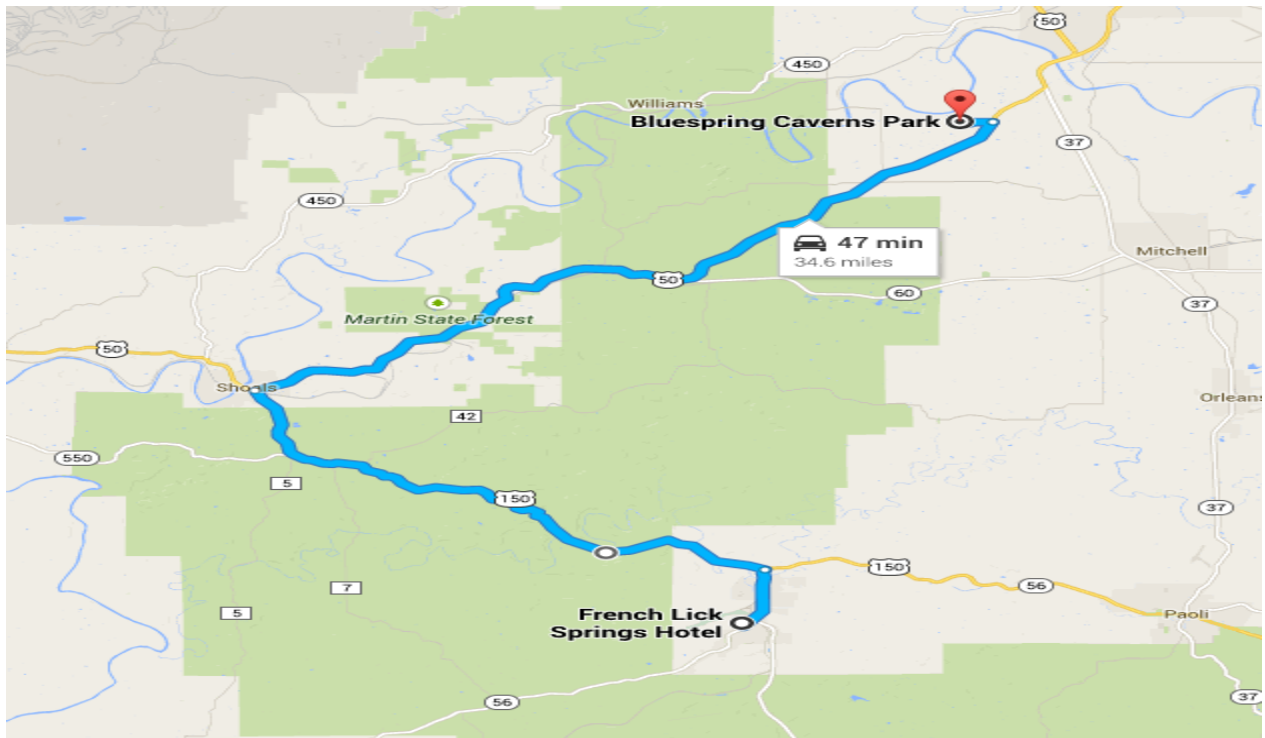 50
450
Williams
Bluespring Caverns Park
37
450
47 min
34.6 miles
Mitchell
50
60
37
Martin State Forest
50
Shoals
Orleans
42
550
5
150
37
150
56
7
5
French Lick
Springs Hotel
Paoli
56
37